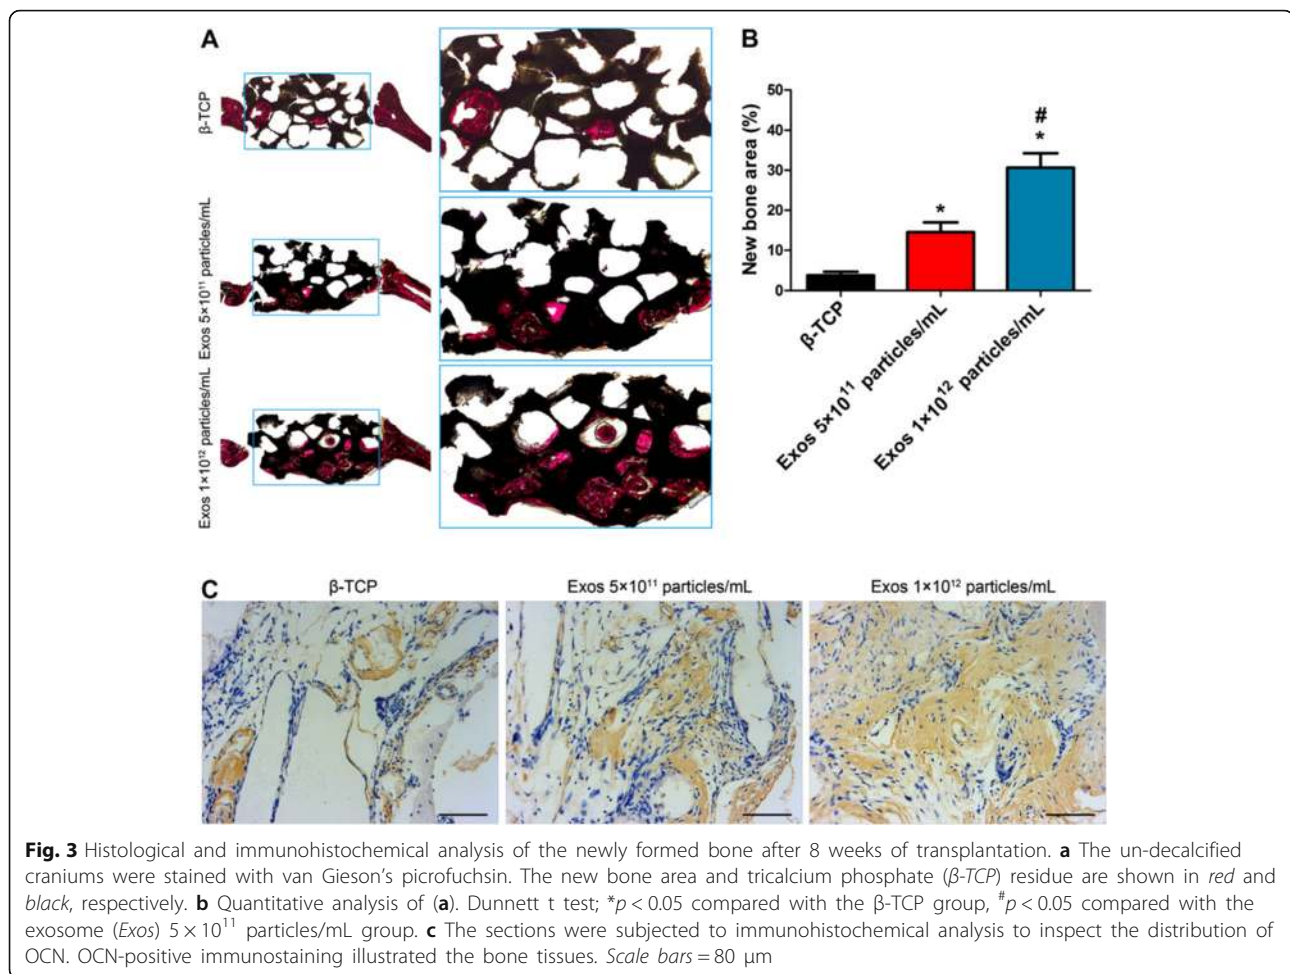 A
β-TCP
Exos 5×10¹¹ particles/mL
Exos 1×10¹² particles/mL
B
New bone area (%)
50
40
30
20
10
0
*
#
*
β-TCP
Exos 5×10¹¹ particles/mL
Exos 1×10¹² particles/mL
C
β-TCP
Exos 5×10¹¹ particles/mL
Exos 1×10¹² particles/mL
Fig. 3 Histological and immunohistochemical analysis of the newly formed bone after 8 weeks of transplantation. a The un-decalcified
craniums were stained with van Gieson's picrofuchsin. The new bone area and tricalcium phosphate (β-TCP) residue are shown in red and
black, respectively. b Quantitative analysis of (a). Dunnett t test; *p < 0.05 compared with the β-TCP group, #p < 0.05 compared with the
exosome (Exos) 5 × 10¹¹ particles/mL group. c The sections were subjected to immunohistochemical analysis to inspect the distribution of
OCN. OCN-positive immunostaining illustrated the bone tissues. Scale bars = 80 μm